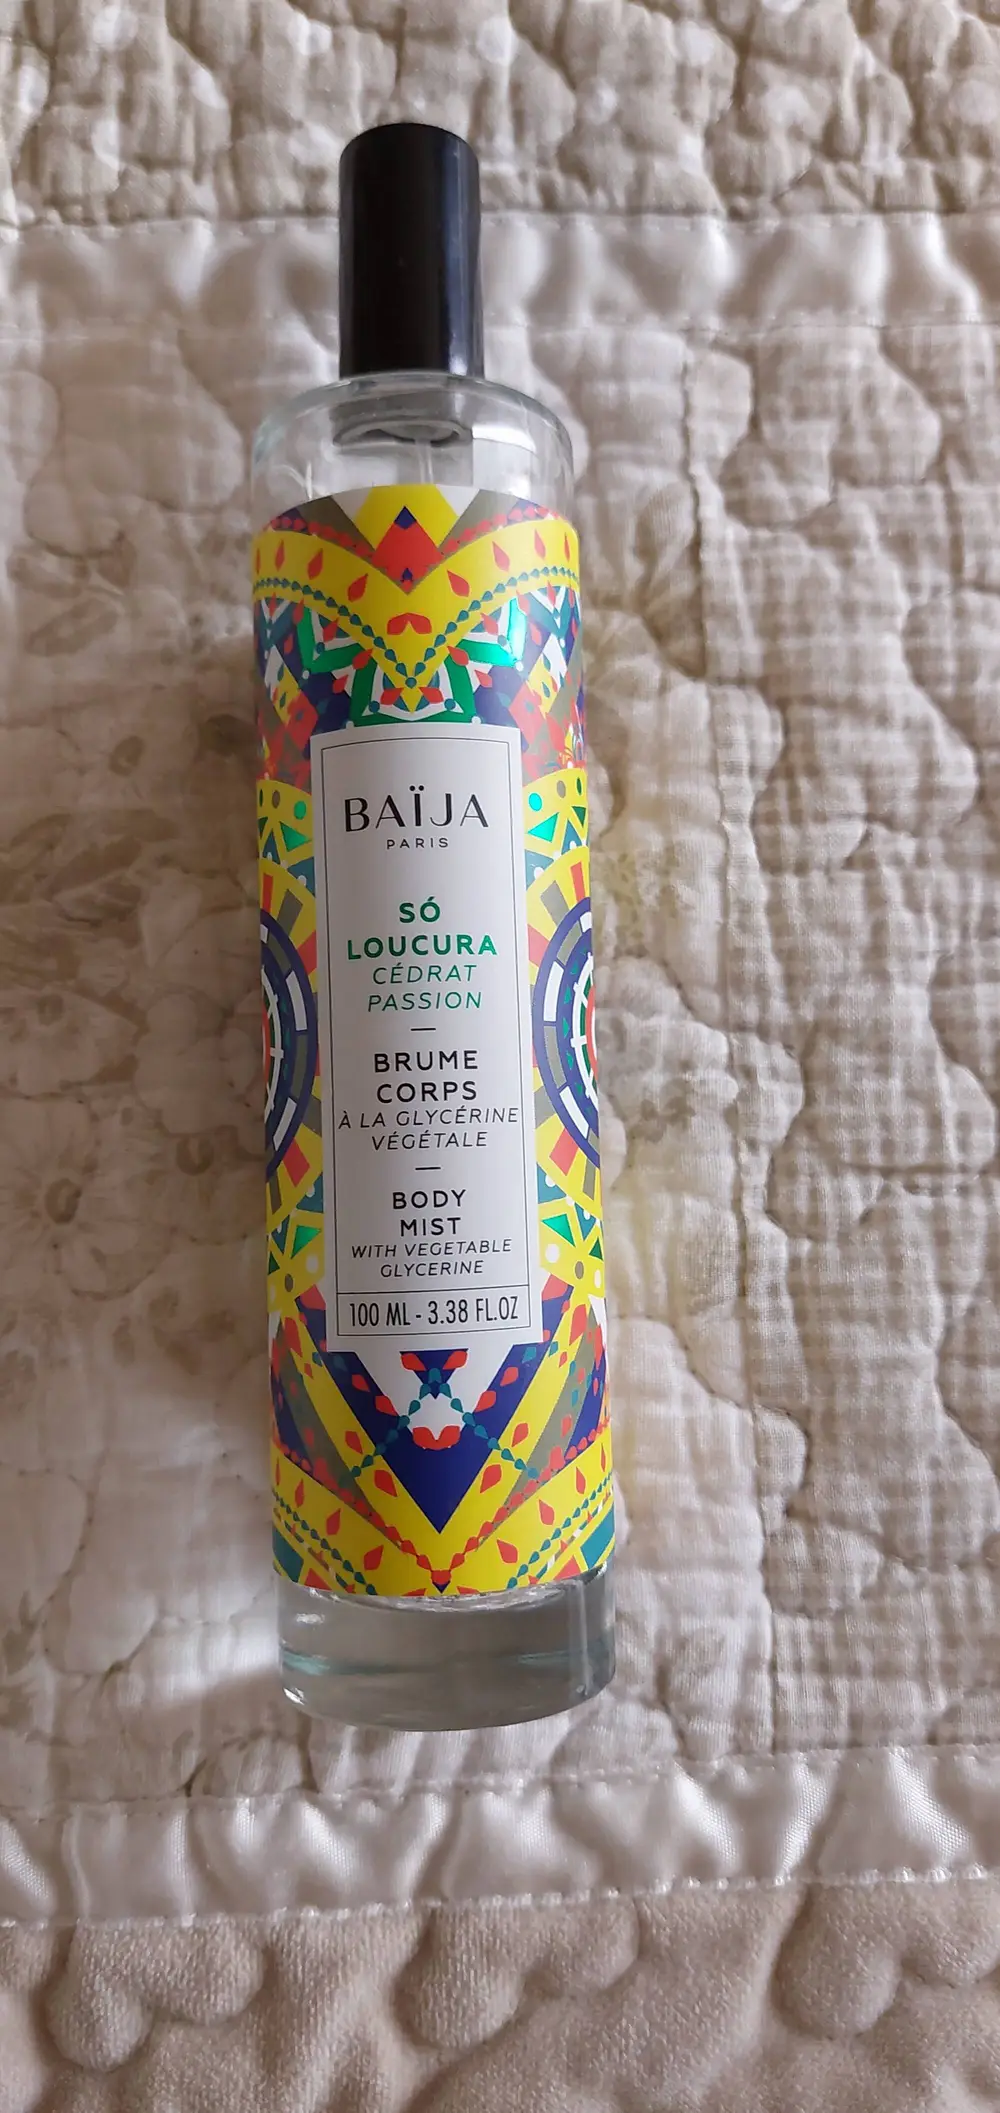 BAÏJA
PARIS
SÓ
LOUCURA
CÉDRAT
PASSION
BRUME
CORPS
À LA GLYCÉRINE
VÉGÉTALE
BODY
MIST
WITH VEGETABLE
GLYCERINE
100 ML - 3.38 FL.OZ